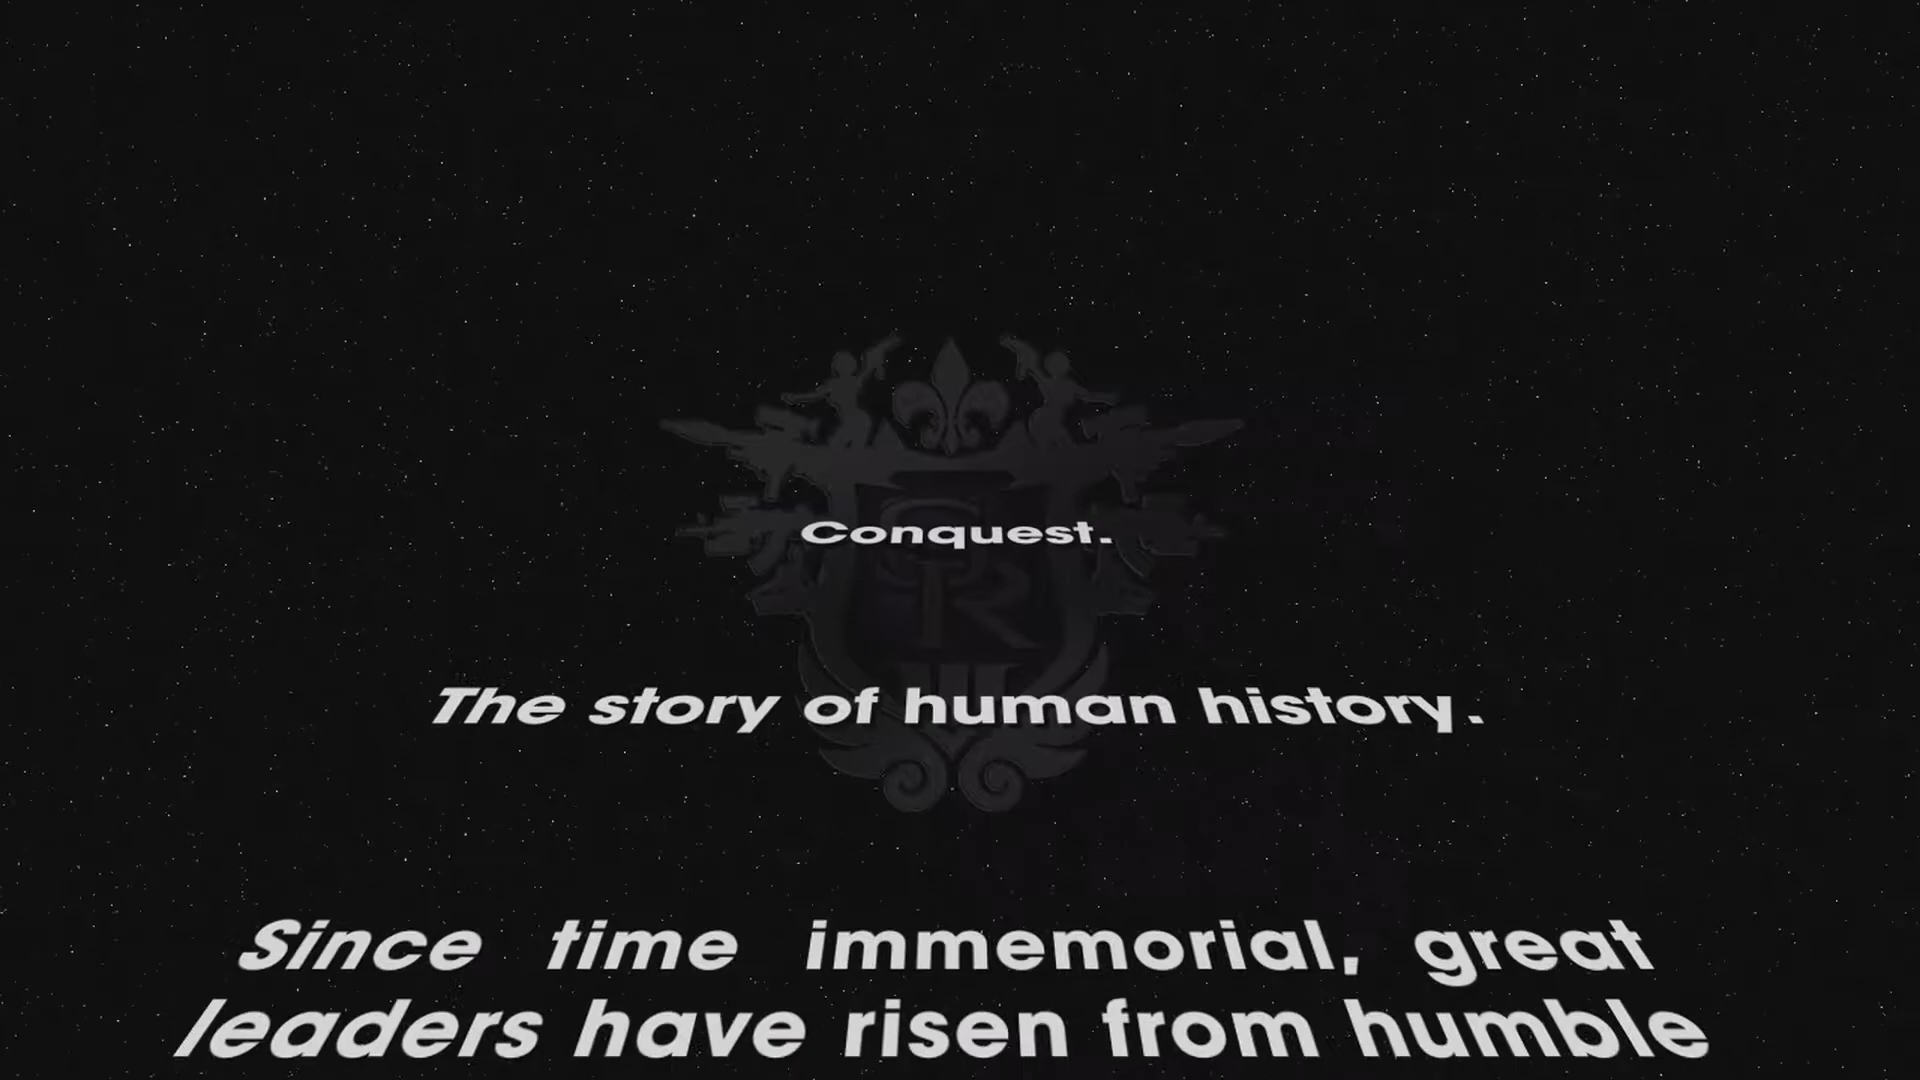 Conquest.
The story of human history.
Since time immemorial, great
leaders have risen from humble